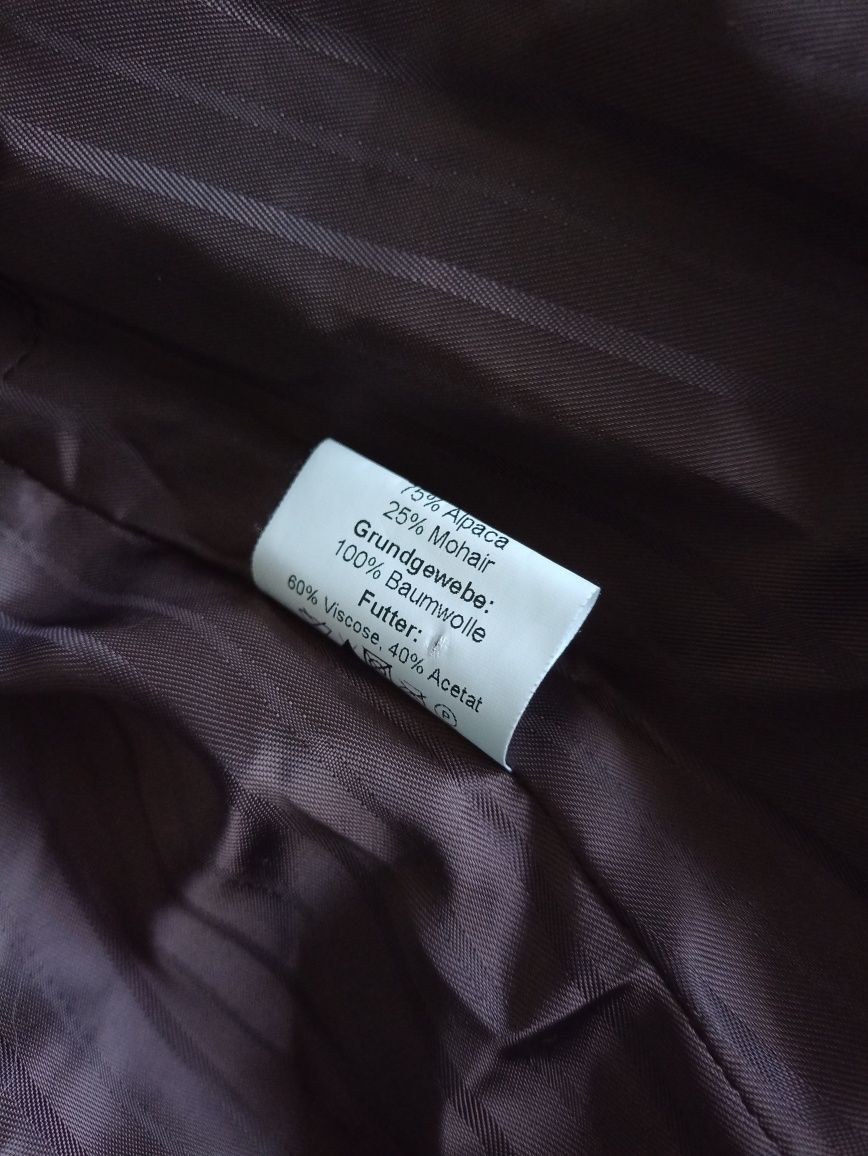 75% Alpaca
25% Mohair
Grundgewebe:
100% Baumwolle
Futter:
60% Viscose, 40% Acetat
P